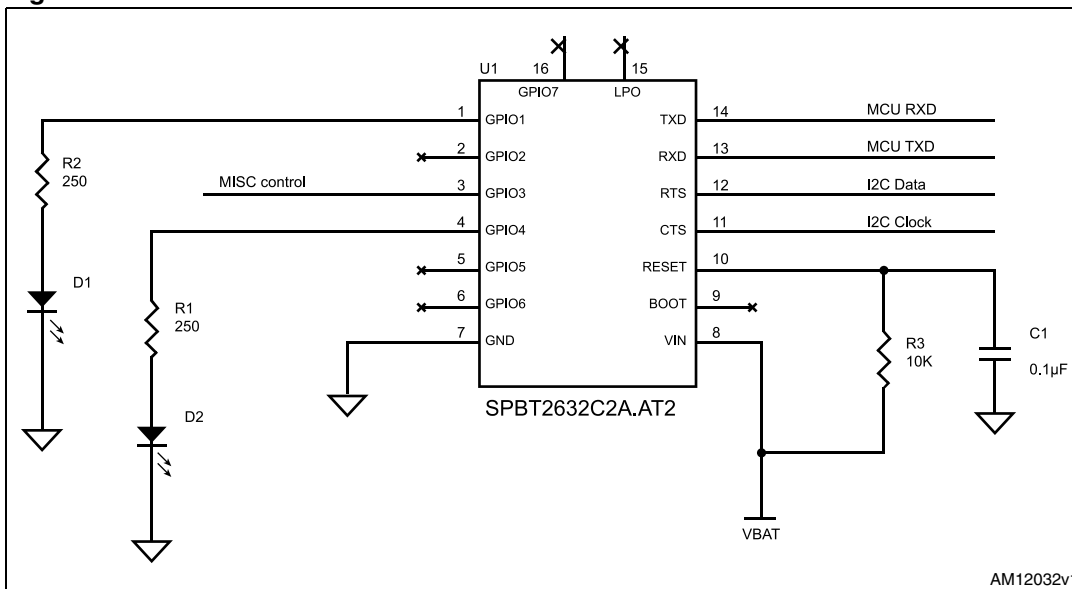 U1
16
15
GPIO7
LPO
1
GPIO1
TXD
14
MCU RXD
R2
250
2
GPIO2
RXD
13
MCU TXD
MISC control
3
GPIO3
RTS
12
I2C Data
4
GPIO4
CTS
11
I2C Clock
D1
5
GPIO5
RESET
10
R1
250
6
GPIO6
BOOT
9
7
GND
VIN
8
R3
10K
C1
0.1µF
D2
SPBT2632C2A.AT2
VBAT
AM12032v1